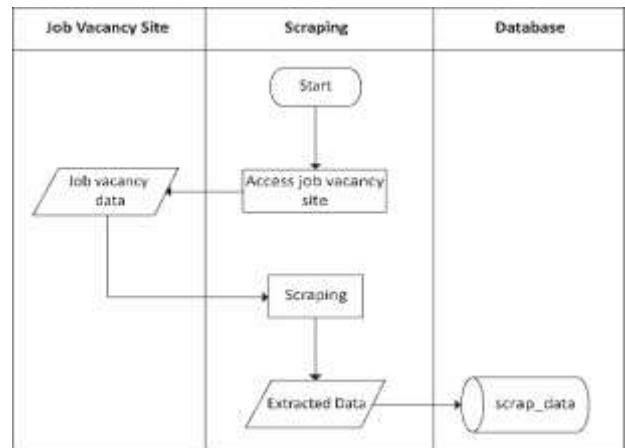 Job Vacancy Site
Scraping
Database
Start
Job vacancy
data
Access job vacancy
site
Scraping
Extracted Data
scrap_data